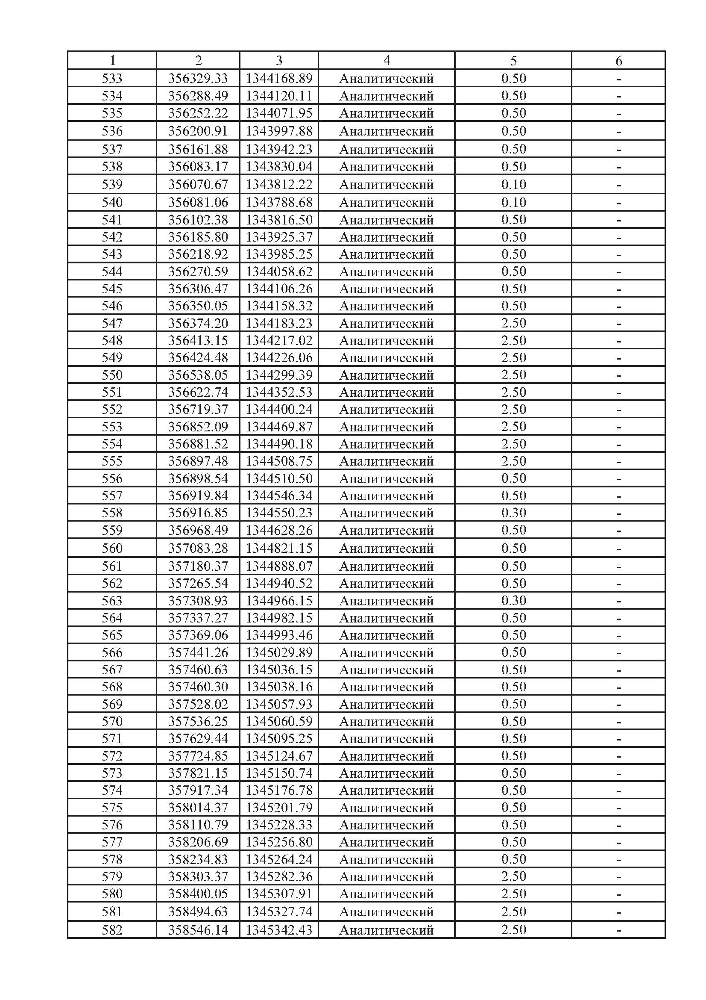 1 2 3 4 5 6
533 356329.33 1344168.89 Аналитический 0.50 -
534 356288.49 1344120.11 Аналитический 0.50 -
535 356252.22 1344071.95 Аналитический 0.50 -
536 356200.91 1343997.88 Аналитический 0.50 -
537 356161.88 1343942.23 Аналитический 0.50 -
538 356083.17 1343830.04 Аналитический 0.50 -
539 356070.67 1343812.22 Аналитический 0.10 -
540 356081.06 1343788.68 Аналитический 0.10 -
541 356102.38 1343816.50 Аналитический 0.50 -
542 356185.80 1343925.37 Аналитический 0.50 -
543 356218.92 1343985.25 Аналитический 0.50 -
544 356270.59 1344058.62 Аналитический 0.50 -
545 356306.47 1344106.26 Аналитический 0.50 -
546 356350.05 1344158.32 Аналитический 0.50 -
547 356374.20 1344183.23 Аналитический 2.50 -
548 356413.15 1344217.02 Аналитический 2.50 -
549 356424.48 1344226.06 Аналитический 2.50 -
550 356538.05 1344299.39 Аналитический 2.50 -
551 356622.74 1344352.53 Аналитический 2.50 -
552 356719.37 1344400.24 Аналитический 2.50 -
553 356852.09 1344469.87 Аналитический 2.50 -
554 356881.52 1344490.18 Аналитический 2.50 -
555 356897.48 1344508.75 Аналитический 2.50 -
556 356898.54 1344510.50 Аналитический 0.50 -
557 356919.84 1344546.34 Аналитический 0.50 -
558 356916.85 1344550.23 Аналитический 0.30 -
559 356968.49 1344628.26 Аналитический 0.50 -
560 357083.28 1344821.15 Аналитический 0.50 -
561 357180.37 1344888.07 Аналитический 0.50 -
562 357265.54 1344940.52 Аналитический 0.50 -
563 357308.93 1344966.15 Аналитический 0.30 -
564 357337.27 1344982.15 Аналитический 0.50 -
565 357369.06 1344993.46 Аналитический 0.50 -
566 357441.26 1345029.89 Аналитический 0.50 -
567 357460.63 1345036.15 Аналитический 0.50 -
568 357460.30 1345038.16 Аналитический 0.50 -
569 357528.02 1345057.93 Аналитический 0.50 -
570 357536.25 1345060.59 Аналитический 0.50 -
571 357629.44 1345095.25 Аналитический 0.50 -
572 357724.85 1345124.67 Аналитический 0.50 -
573 357821.15 1345150.74 Аналитический 0.50 -
574 357917.34 1345176.78 Аналитический 0.50 -
575 358014.37 1345201.79 Аналитический 0.50 -
576 358110.79 1345228.33 Аналитический 0.50 -
577 358206.69 1345256.80 Аналитический 0.50 -
578 358234.83 1345264.24 Аналитический 0.50 -
579 358303.37 1345282.36 Аналитический 2.50 -
580 358400.05 1345307.91 Аналитический 2.50 -
581 358494.63 1345327.74 Аналитический 2.50 -
582 358546.14 1345342.43 Аналитический 2.50 -